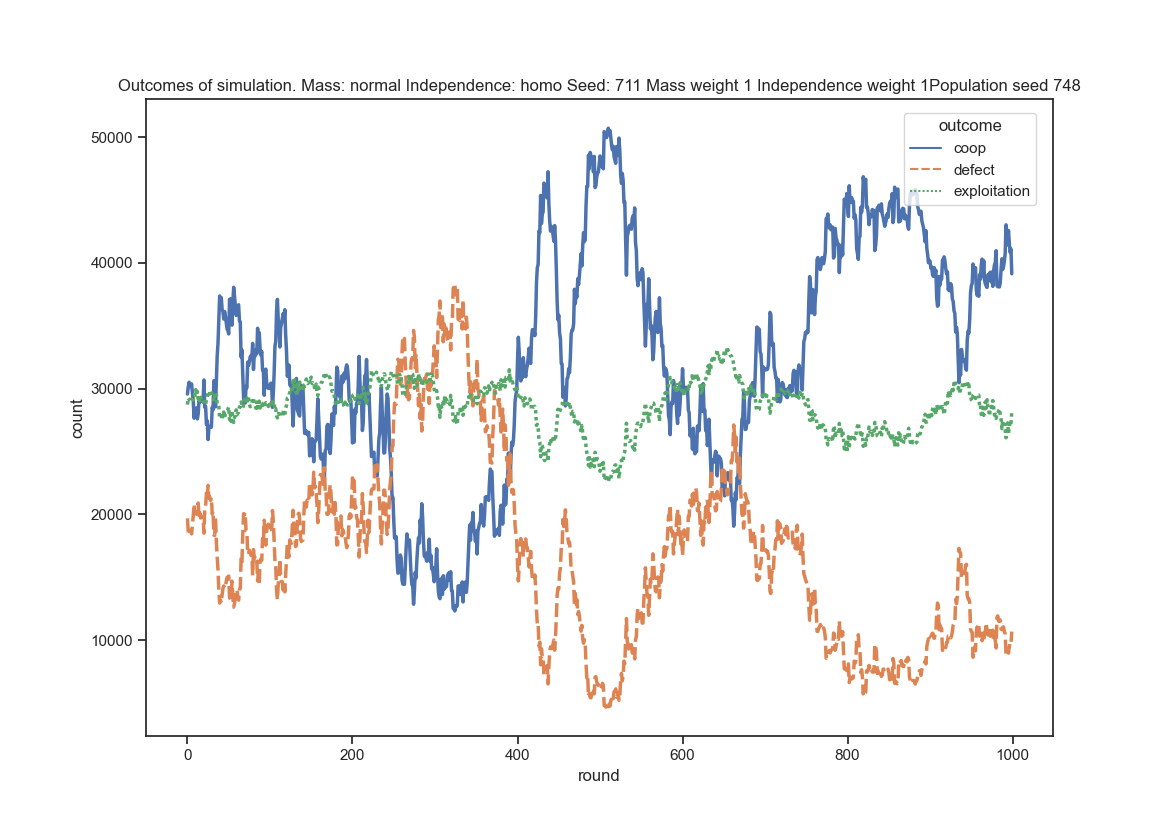 Outcomes of simulation. Mass: normal Independence: homo Seed: 711 Mass weight 1 Independence weight 1Population seed 748
outcome
coop
defect
exploitation
50000
40000
30000
20000
10000
count
0 200 400 600 800 1000
round